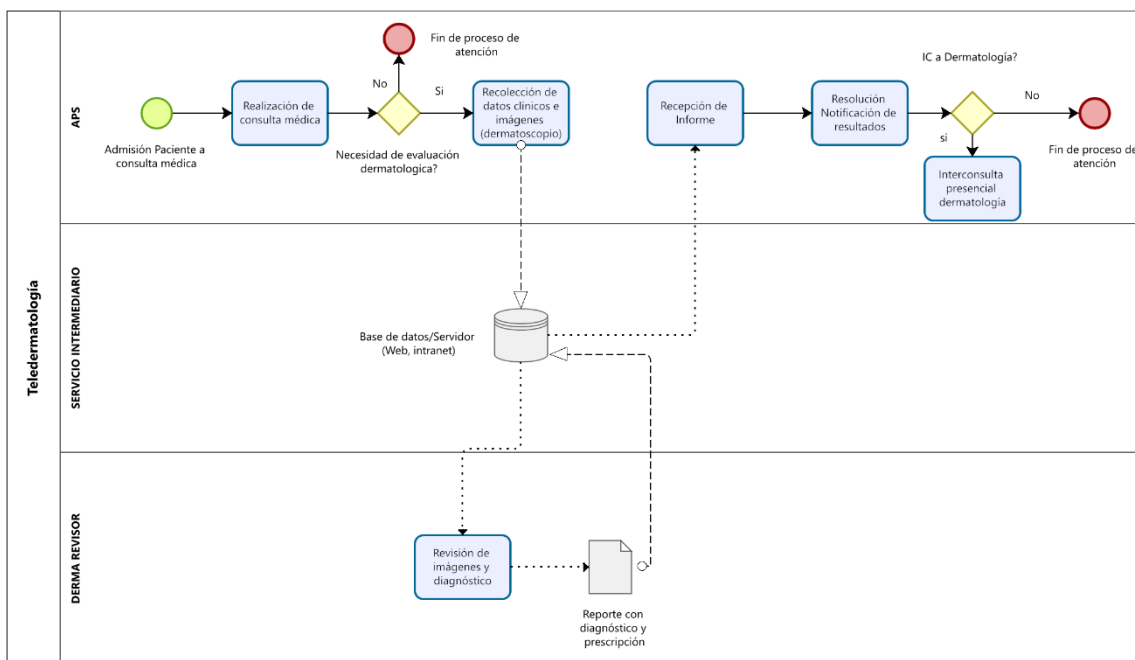 Teledermatología
APS
Admisión Paciente a
consulta médica
Realización de
consulta médica
No
Fin de proceso de
atención
Si
Necesidad de evaluación
dermatologica?
Recolección de
datos clínicos e
imágenes
(dermatoscopio)
Recepción de
Informe
Resolución
Notificación de
resultados
IC a Dermatología?
No
si
Fin de proceso de
atención
Interconsulta
presencial
dermatología
SERVICIO INTERMEDIARIO
Base de datos/Servidor
(Web, intranet)
DERMA REVISOR
Revisión de
imágenes y
diagnóstico
Reporte con
diagnóstico y
prescripción